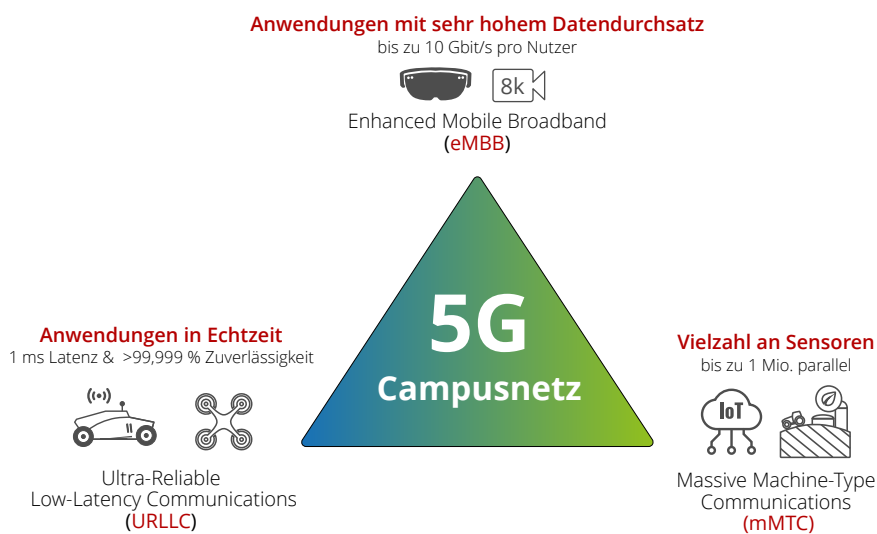 Anwendungen mit sehr hohem Datendurchsatz
bis zu 10 Gbit/s pro Nutzer
8k
Enhanced Mobile Broadband
(eMBB)
5G
Campusnetz
Anwendungen in Echtzeit
1 ms Latenz & >99,999 % Zuverlässigkeit
Ultra-Reliable
Low-Latency Communications
(URLLC)
Vielzahl an Sensoren
bis zu 1 Mio. parallel
IoT
Massive Machine-Type
Communications
(mMTC)